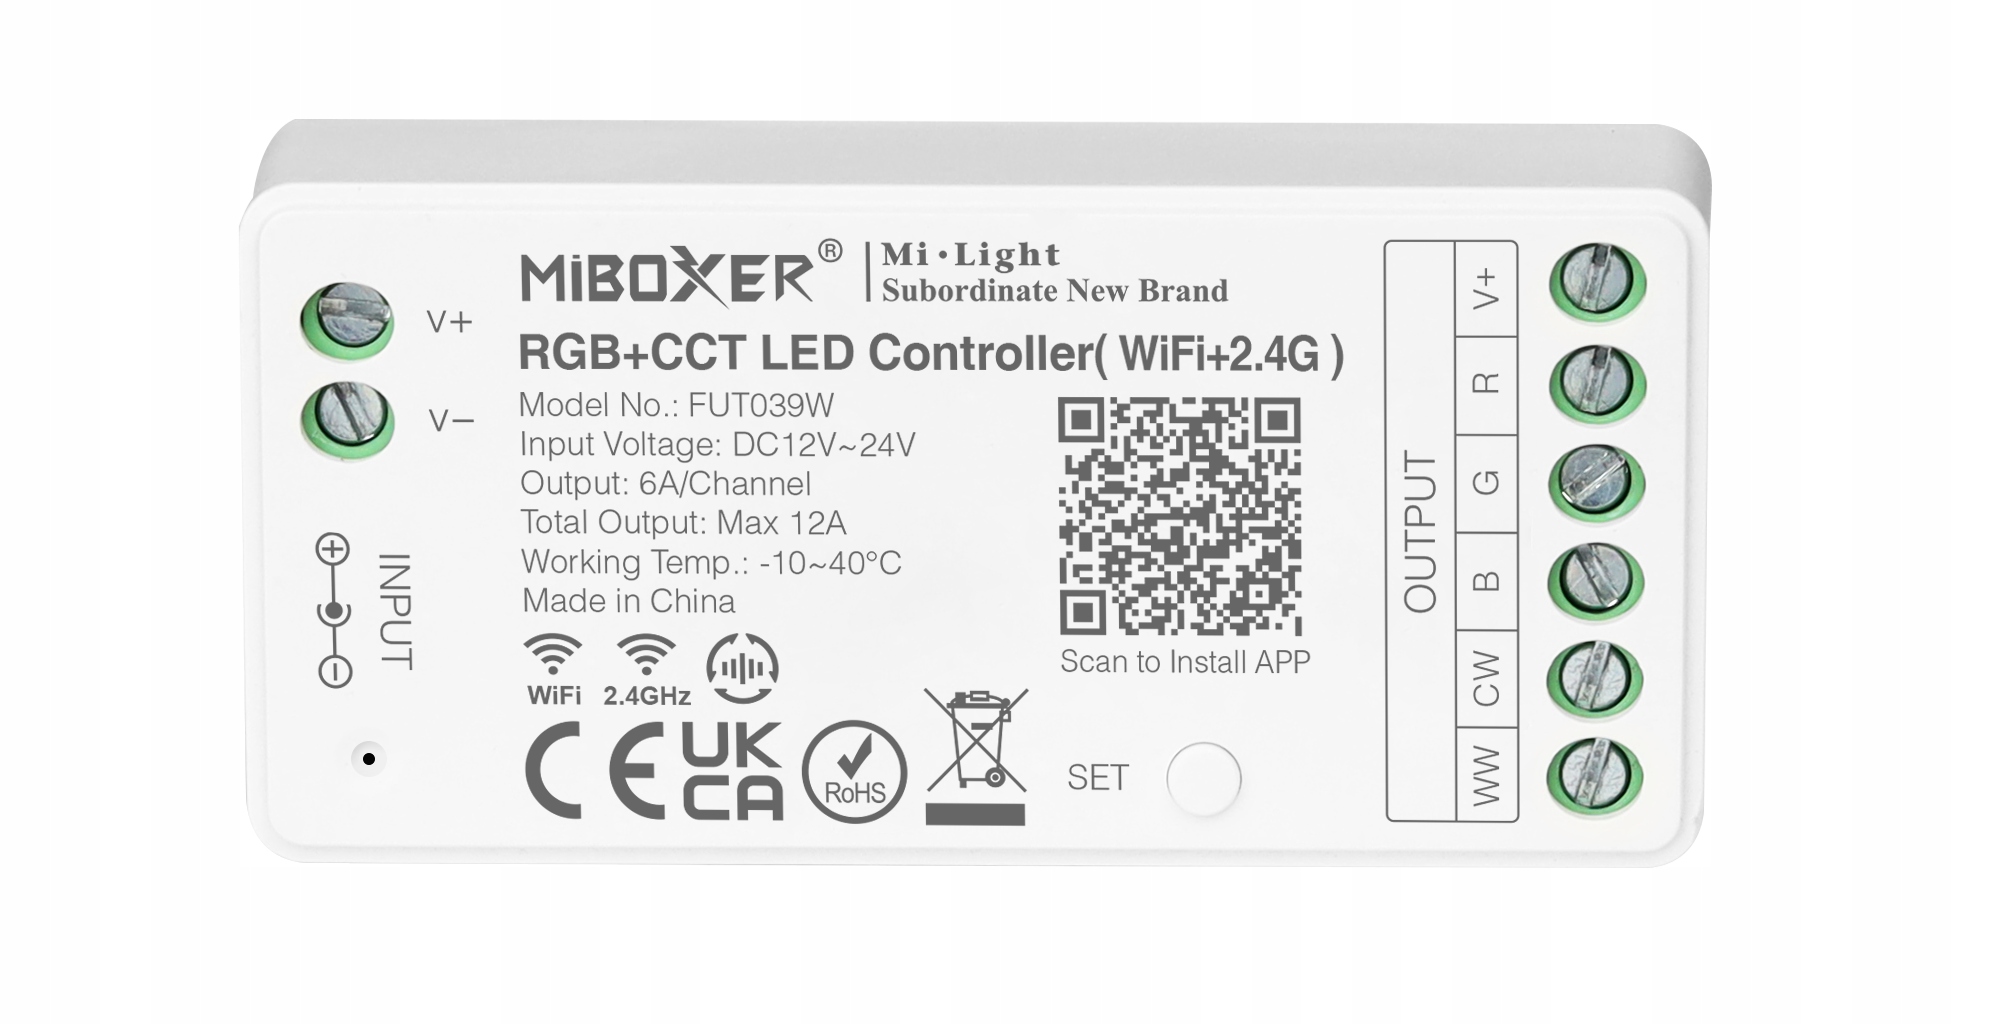 MiBOXER® | Mi·Light
Subordinate New Brand
RGB+CCT LED Controller( WiFi+2.4G )
Model No.: FUT039W
Input Voltage: DC12V~24V
Output: 6A/Channel
Total Output: Max 12A
Working Temp.: -10~40°C
Made in China
WiFi 2.4GHz
CE UK
CA
RoHS
V+
V−
INPUT
Scan to Install APP
SET
OUTPUT
V+
R
G
B
CW
WW